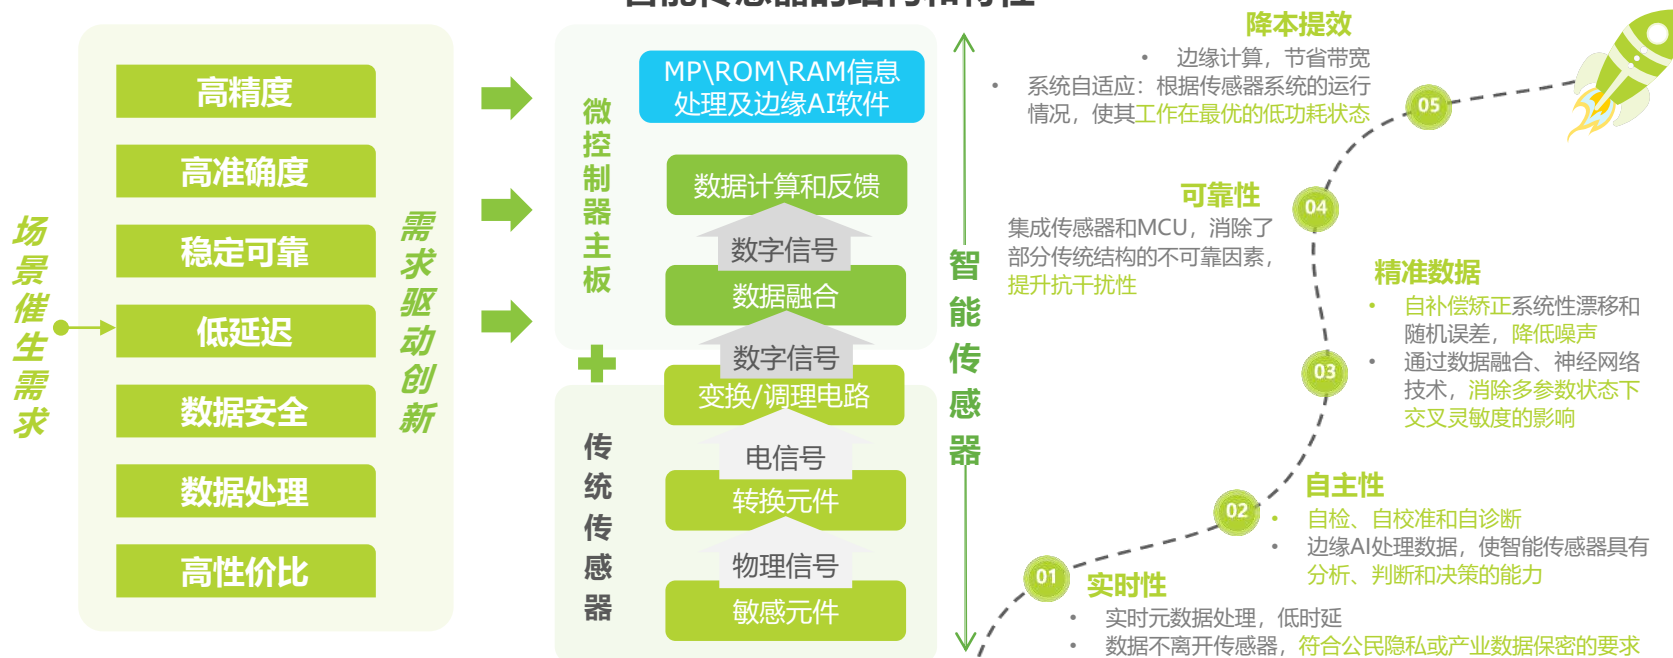 智能传感器的结构和特性
场景催生需求
高精度
高准确度
稳定可靠
低延迟
数据安全
数据处理
高性价比
需求驱动创新
微控制器主板
MP\ROM\RAM信息
处理及边缘AI软件
数据计算和反馈
数字信号
数据融合
数字信号
变换/调理电路
电信号
转换元件
物理信号
敏感元件
传统传感器
智能传感器
降本提效
• 边缘计算，节省带宽
• 系统自适应：根据传感器系统的运行
情况，使其工作在最优的低功耗状态
05
可靠性
04
集成传感器和MCU，消除了
部分传统结构的不可靠因素，
提升抗干扰性
精准数据
• 自补偿矫正系统性漂移和
随机误差，降低噪声
• 通过数据融合、神经网络
技术，消除多参数状态下
交叉灵敏度的影响
03
自主性
02
• 自检、自校准和自诊断
• 边缘AI处理数据，使智能传感器具有
分析、判断和决策的能力
01
实时性
• 实时元数据处理，低时延
• 数据不离开传感器，符合公民隐私或产业数据保密的要求